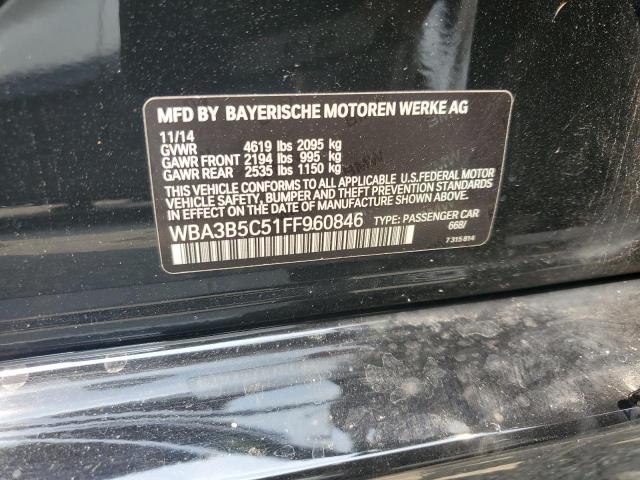 MFD BY BAYERISCHE MOTOREN WERKE AG
11/14
GVWR 4619 lbs 2095 kg
GAWR FRONT 2194 lbs 995 kg
GAWR REAR 2535 lbs 1150 kg
THIS VEHICLE CONFORMS TO ALL APPLICABLE U.S.FEDERAL MOTOR
VEHICLE SAFETY, BUMPER AND THEFT PREVENTION STANDARDS
IN EFFECT ON THE DATE OF MANUFACTURE SHOWN ABOVE.
WBA3B5C51FF960846 TYPE: PASSENGER CAR
668/
7 315 814